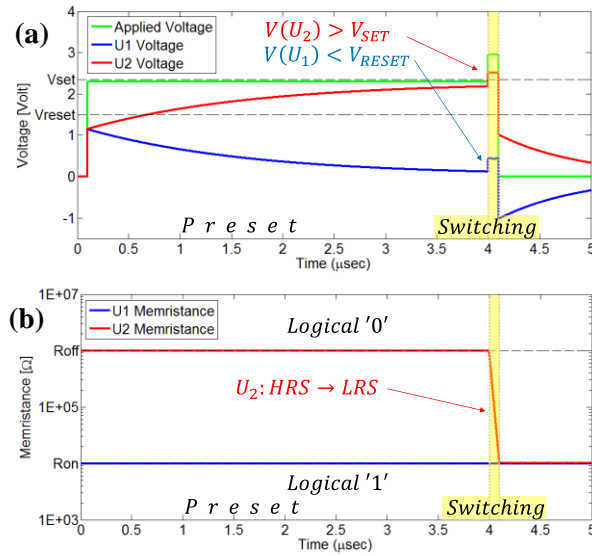 (a)
Applied Voltage
U1 Voltage
U2 Voltage
V(U₂) > V_SET
V(U₁) < V_RESET
Voltage [Volt]
4
3
Vset
2
Vreset
1
0
-1
Preset
Switching
0
0.5
1
1.5
2
2.5
3
3.5
4
4.5
5
Time (μsec)
(b)
U1 Memristance
U2 Memristance
Logical '0'
Memristance [Ω]
1E+07
Roff
1E+05
Ron
1E+03
U₂: HRS → LRS
Logical '1'
Preset
Switching
0
0.5
1
1.5
2
2.5
3
3.5
4
4.5
5
Time (μsec)